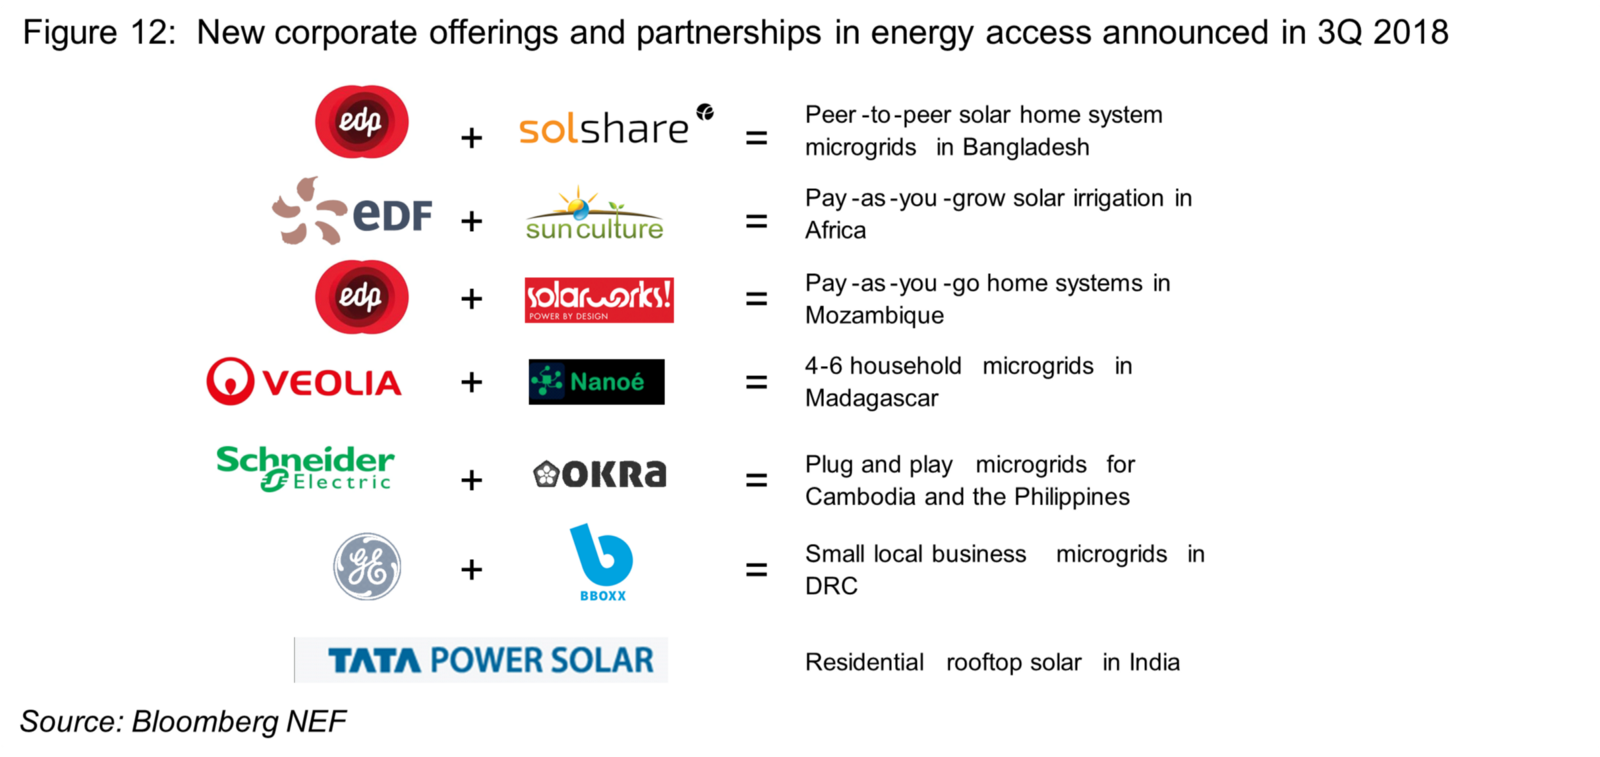 Figure 12: New corporate offerings and partnerships in energy access announced in 3Q 2018
edp + solshare = Peer-to-peer solar home system
microgrids in Bangladesh
eDF + sunculture = Pay-as-you-grow solar irrigation in
Africa
edp + solarworks! = Pay-as-you-go home systems in
POWER BY DESIGN
Mozambique
VEOLIA + Nanoé = 4-6 household microgrids in
Madagascar
Schneider
Electric + OKRa = Plug and play microgrids for
Cambodia and the Philippines
GE + b = Small local business microgrids in
BBOXX
DRC
TATA POWER SOLAR Residential rooftop solar in India
Source: Bloomberg NEF